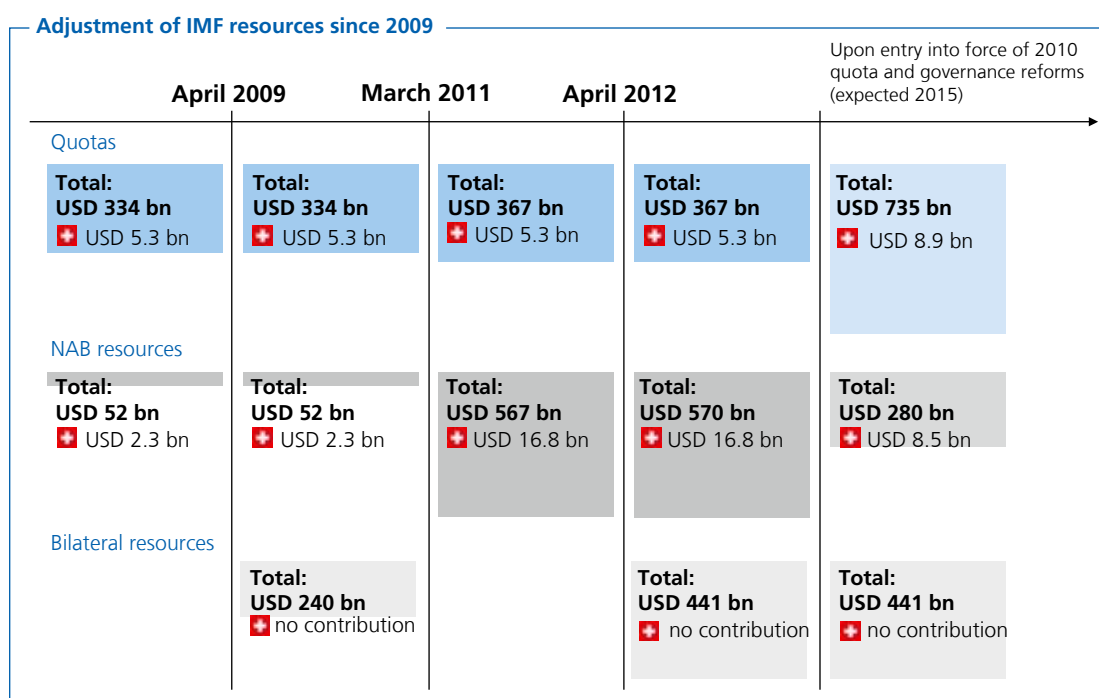 Adjustment of IMF resources since 2009
Upon entry into force of 2010
quota and governance reforms
(expected 2015)
April 2009
March 2011
April 2012
Quotas
Total:
USD 334 bn
USD 5.3 bn
Total:
USD 334 bn
USD 5.3 bn
Total:
USD 367 bn
USD 5.3 bn
Total:
USD 367 bn
USD 5.3 bn
Total:
USD 735 bn
USD 8.9 bn
NAB resources
Total:
USD 52 bn
USD 2.3 bn
Total:
USD 52 bn
USD 2.3 bn
Total:
USD 567 bn
USD 16.8 bn
Total:
USD 570 bn
USD 16.8 bn
Total:
USD 280 bn
USD 8.5 bn
Bilateral resources
Total:
USD 240 bn
no contribution
Total:
USD 441 bn
no contribution
Total:
USD 441 bn
no contribution